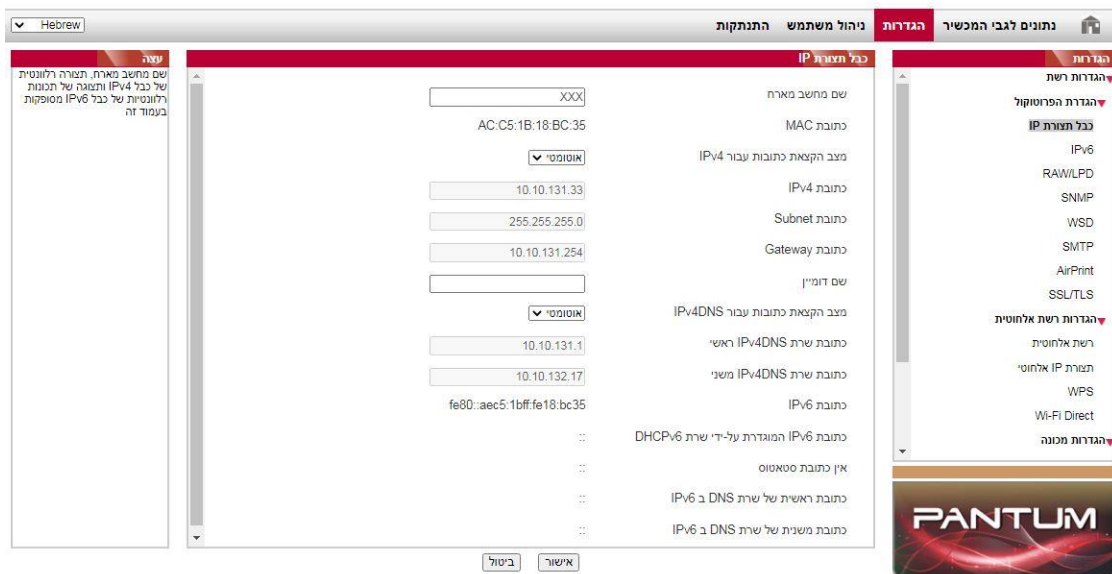 נתונים לגבי המכשיר הגדרות ניהול משתמש התנתקות Hebrew
הגדרות
הגדרות רשת
הגדרת הפרוטוקול
כבל תצורת IP
IPv6
RAW/LPD
SNMP
WSD
SMTP
AirPrint
SSL/TLS
הגדרות רשת אלחוטית
רשת אלחוטית
תצורת IP אלחוטי
WPS
Wi-Fi Direct
הגדרות מכונה
PANTUM
כבל תצורת IP
שם מחשב מארח XXX
כתובת MAC AC:C5:1B:18:BC:35
מצב הקצאת כתובות עבור IPv4 אוטומטי
כתובת IPv4 10.10.131.33
כתובת Subnet 255.255.255.0
כתובת Gateway 10.10.131.254
שם דומיין
מצב הקצאת כתובות עבור IPv4DNS אוטומטי
כתובת שרת IPv4DNS ראשי 10.10.131.1
כתובת שרת IPv4DNS משני 10.10.132.17
כתובת IPv6 fe80::aec5:1bff:fe18:bc35
כתובת IPv6 המוגדרת על-ידי שרת DHCPv6 ::
אין כתובת סטאטוס ::
כתובת ראשית של שרת DNS ב IPv6 ::
כתובת משנית של שרת DNS ב IPv6 ::
אישור ביטול
עצה
שם מחשב מארח, תצורה רלוונטית
של כבל IPv4 ותצוגה של תכונות
רלוונטיות של כבל IPv6 מסופקות
בעמוד זה